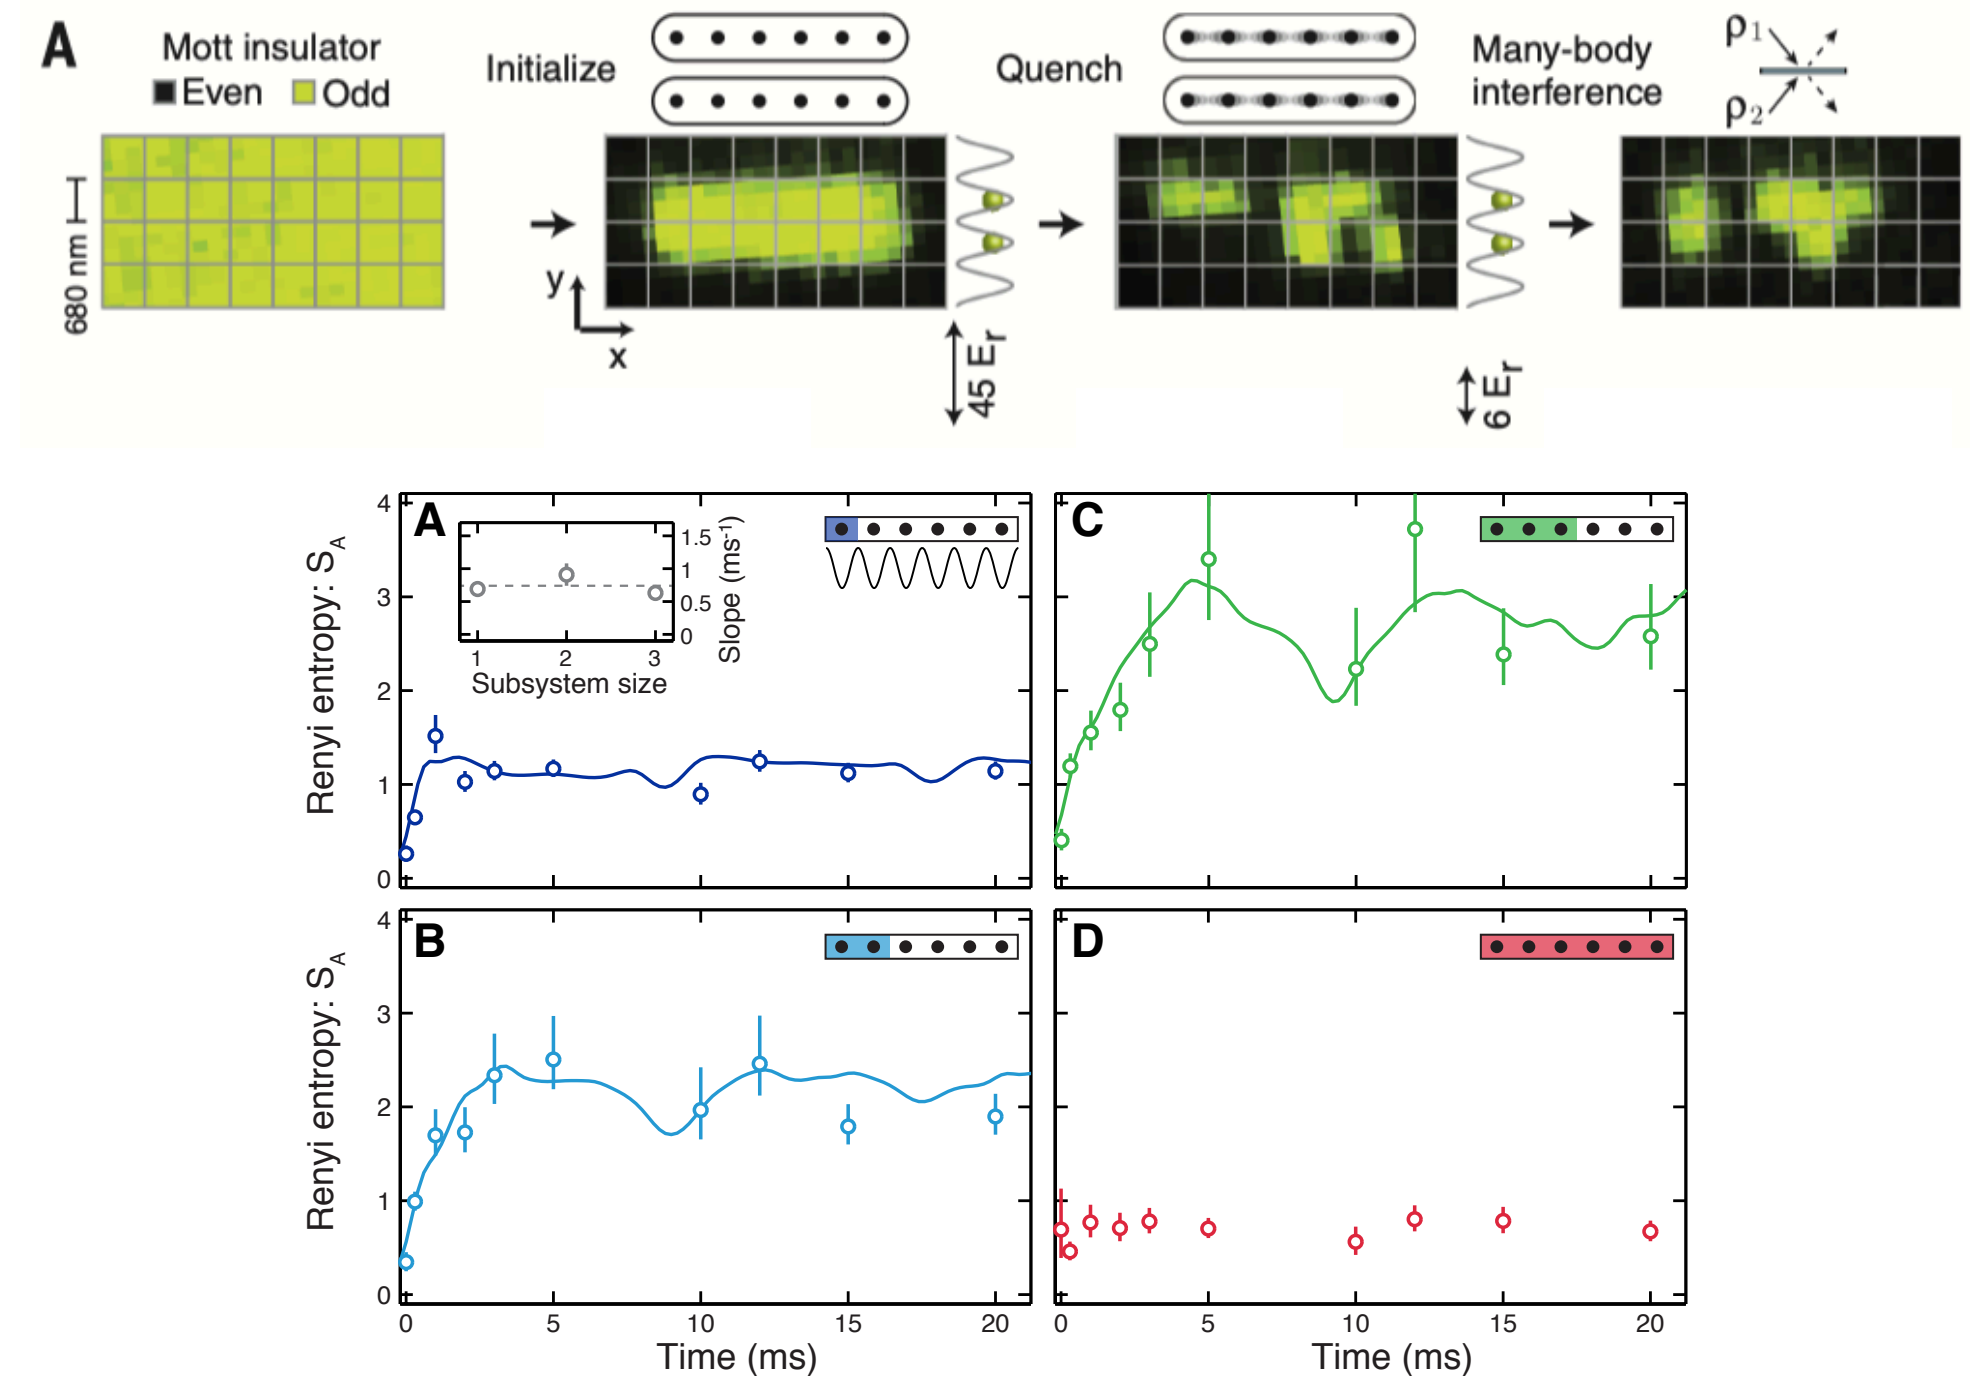 A
Mott insulator
Even Odd
Initialize
Quench
Many-body
interference
ρ1
ρ2
680 nm
y
x
45 Er
6 Er
A
Renyi entropy: SA
4
3
2
1
0
1.5
1
0.5
0
Slope (ms-1)
1 2 3
Subsystem size
C
B
Renyi entropy: SA
4
3
2
1
0
0 5 10 15 20
Time (ms)
D
0 5 10 15 20
Time (ms)